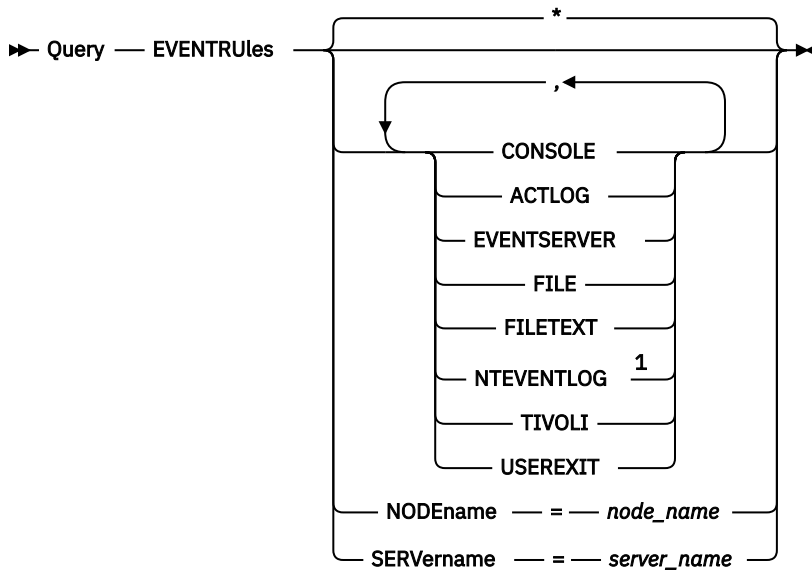 *
Query EVENTRUles
,
CONSOLE
ACTLOG
EVENTSERVER
FILE
FILETEXT
NTEVENTLOG 1
TIVOLI
USEREXIT
NODEname = node_name
SERVername = server_name